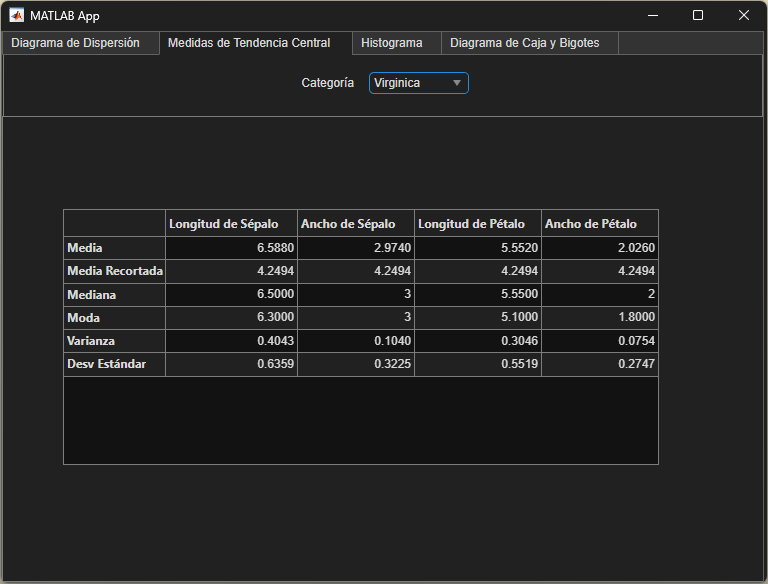 MATLAB App
Diagrama de Dispersión Medidas de Tendencia Central Histograma Diagrama de Caja y Bigotes
Categoría Virginica
Longitud de Sépalo Ancho de Sépalo Longitud de Pétalo Ancho de Pétalo
Media 6.5880 2.9740 5.5520 2.0260
Media Recortada 4.2494 4.2494 4.2494 4.2494
Mediana 6.5000 3 5.5500 2
Moda 6.3000 3 5.1000 1.8000
Varianza 0.4043 0.1040 0.3046 0.0754
Desv Estándar 0.6359 0.3225 0.5519 0.2747